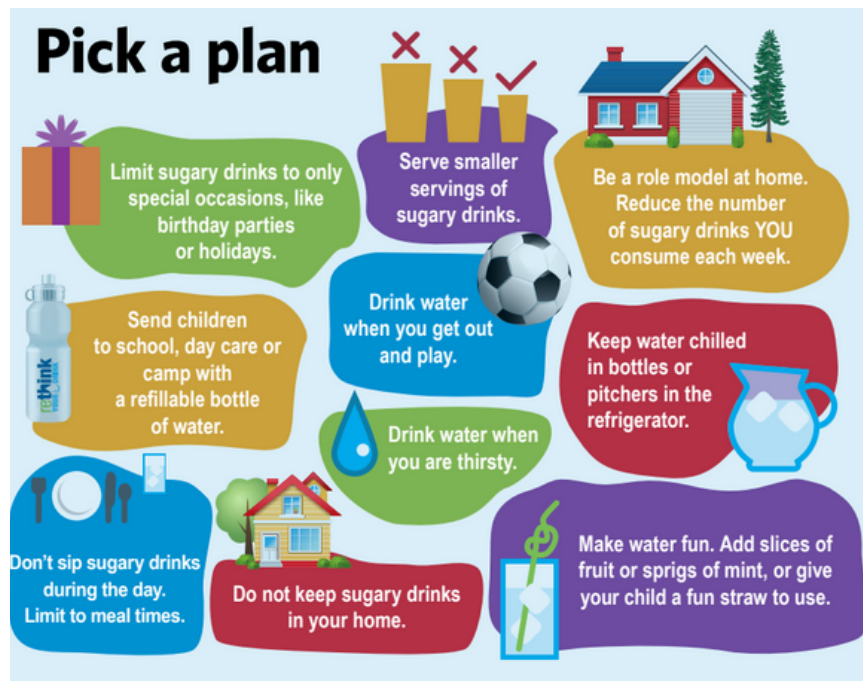 Pick a plan
Limit sugary drinks to only
special occasions, like
birthday parties
or holidays.
Serve smaller
servings of
sugary drinks.
Be a role model at home.
Reduce the number
of sugary drinks YOU
consume each week.
Send children
to school, day care or
camp with
a refillable bottle
of water.
rethink
Drink water
when you get out
and play.
Keep water chilled
in bottles or
pitchers in the
refrigerator.
Drink water when
you are thirsty.
Don't sip sugary drinks
during the day.
Limit to meal times.
Do not keep sugary drinks
in your home.
Make water fun. Add slices of
fruit or sprigs of mint, or give
your child a fun straw to use.